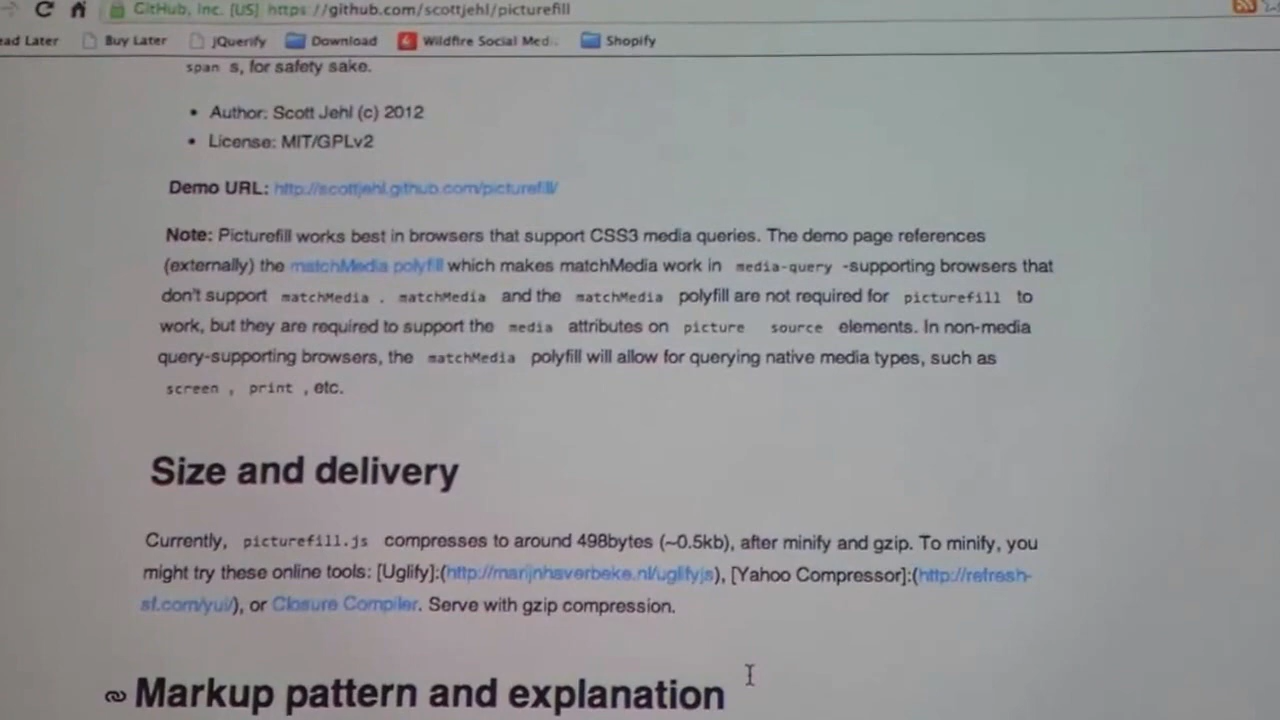 GitHub, Inc. [US] https://github.com/scottjehl/picturefill
ead Later Buy Later jQuerify Download Wildfire Social Med.. Shopify
span s, for safety sake.
• Author: Scott Jehl (c) 2012
• License: MIT/GPLv2
Demo URL: http://scottjehl.github.com/picturefill/
Note: Picturefill works best in browsers that support CSS3 media queries. The demo page references
(externally) the matchMedia polyfill which makes matchMedia work in media-query -supporting browsers that
don't support matchMedia . matchMedia and the matchMedia polyfill are not required for picturefill to
work, but they are required to support the media attributes on picture source elements. In non-media
query-supporting browsers, the matchMedia polyfill will allow for querying native media types, such as
screen , print , etc.
Size and delivery
Currently, picturefill.js compresses to around 498bytes (~0.5kb), after minify and gzip. To minify, you
might try these online tools: [Uglify]:(http://marijnhaverbeke.nl/uglifyjs), [Yahoo Compressor]:(http://refresh-
sf.com/yui/), or Closure Compiler. Serve with gzip compression.
Markup pattern and explanation